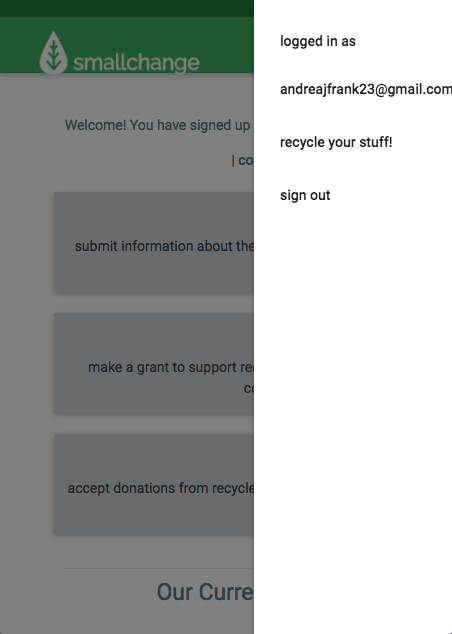 smallchange
Welcome! You have signed up
| co
submit information about the
make a grant to support rec
co
accept donations from recycle
Our Curre
logged in as
andreajfrank23@gmail.com
recycle your stuff!
sign out